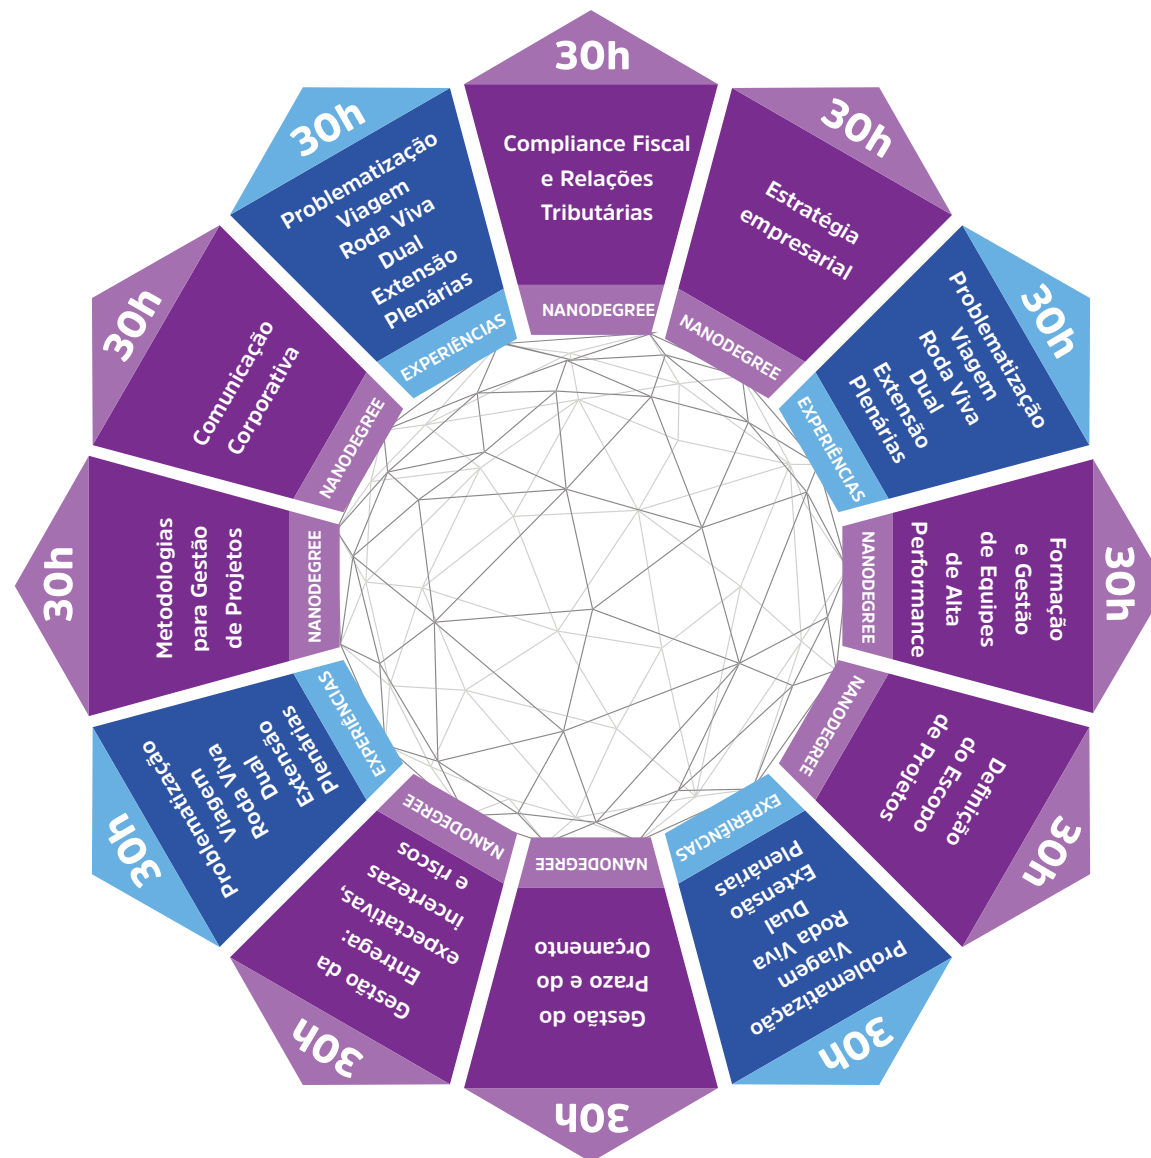 30h
Compliance Fiscal
e Relações
Tributárias
NANODEGREE
30h
Estratégia
empresarial
NANODEGREE
30h
Problematização
Viagem
Roda Viva
Dual
Extensão
Plenárias
EXPERIÊNCIAS
30h
Formação
e Gestão
de Equipes
de Alta
Performance
NANODEGREE
30h
Definição
do Escopo
de Projetos
NANODEGREE
30h
Problematização
Viagem
Roda Viva
Dual
Extensão
Plenárias
EXPERIÊNCIAS
30h
Gestão do
Prazo e do
Orçamento
NANODEGREE
30h
Gestão da
Entrega:
expectativas,
incertezas
e riscos
NANODEGREE
30h
Problematização
Viagem
Roda Viva
Dual
Extensão
Plenárias
EXPERIÊNCIAS
30h
Metodologias
para Gestão
de Projetos
NANODEGREE
30h
Comunicação
Corporativa
NANODEGREE
30h
Problematização
Viagem
Roda Viva
Dual
Extensão
Plenárias
EXPERIÊNCIAS